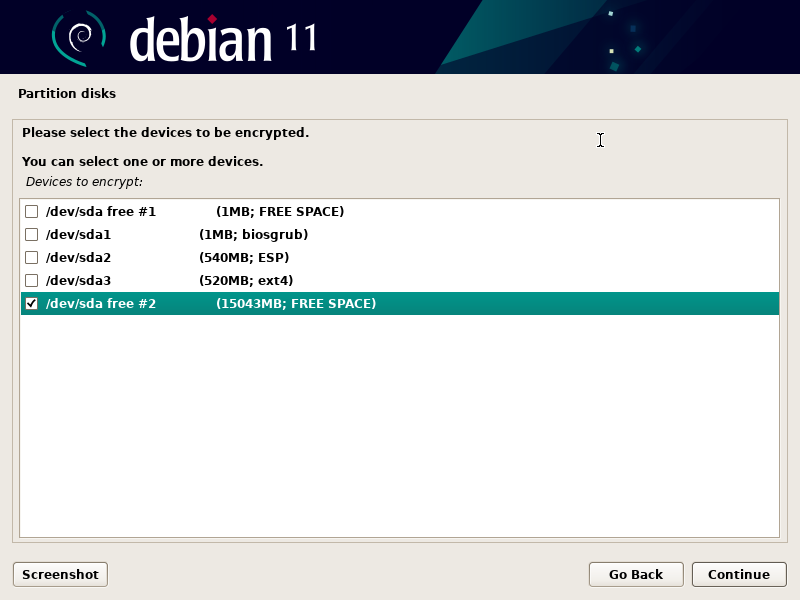 debian 11
Partition disks
Please select the devices to be encrypted.
You can select one or more devices.
Devices to encrypt:
/dev/sda free #1 (1MB; FREE SPACE)
/dev/sda1 (1MB; biosgrub)
/dev/sda2 (540MB; ESP)
/dev/sda3 (520MB; ext4)
/dev/sda free #2 (15043MB; FREE SPACE)
Screenshot Go Back Continue